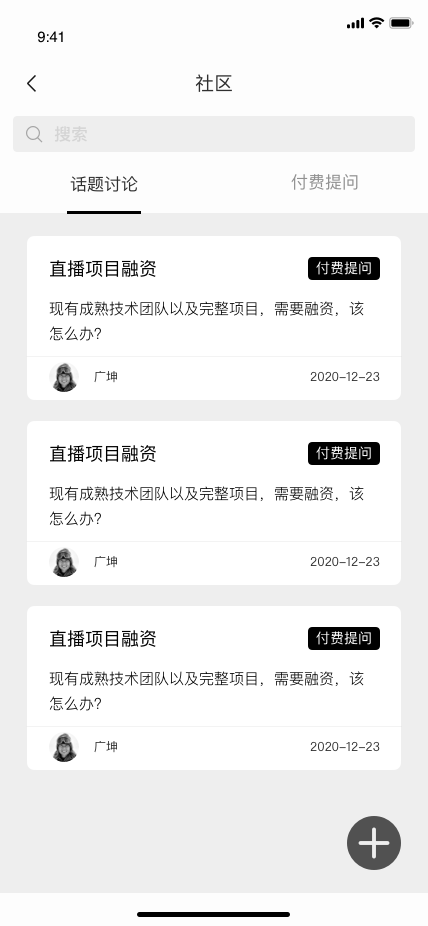 9:41
社区
搜索
话题讨论
付费提问
直播项目融资
付费提问
现有成熟技术团队以及完整项目，需要融资，该
怎么办?
广坤
2020-12-23
直播项目融资
付费提问
现有成熟技术团队以及完整项目，需要融资，该
怎么办?
广坤
2020-12-23
直播项目融资
付费提问
现有成熟技术团队以及完整项目，需要融资，该
怎么办?
广坤
2020-12-23